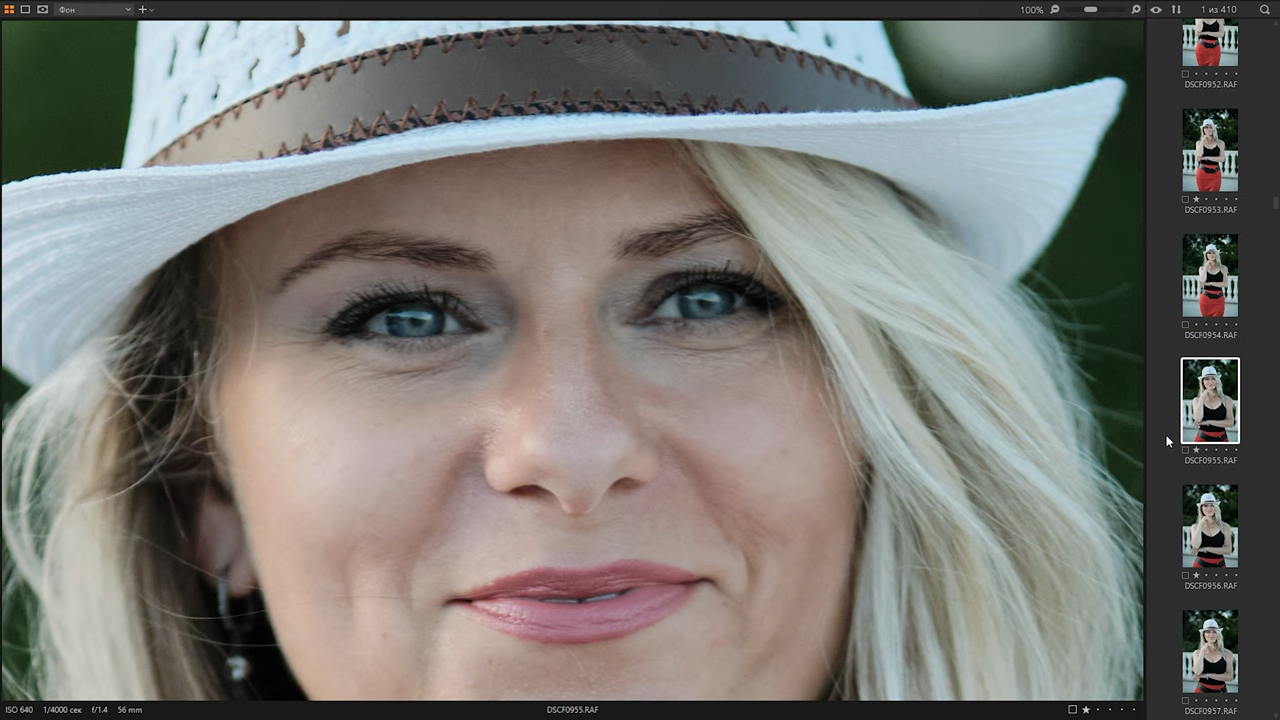 Фон
100%
1 из 410
DSCF0952.RAF
DSCF0953.RAF
DSCF0954.RAF
DSCF0955.RAF
DSCF0956.RAF
DSCF0957.RAF
ISO 640 1/4000 сек f/1.4 56 mm
DSCF0955.RAF